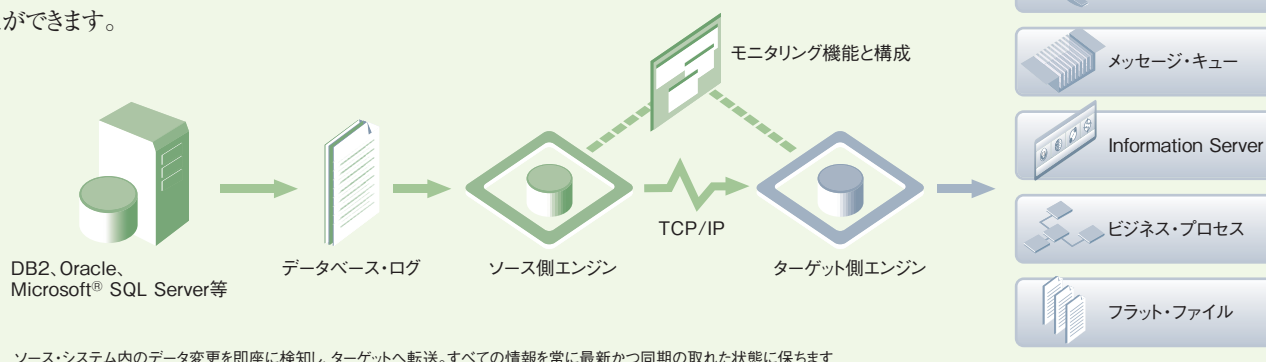 ができます。
モニタリング機能と構成
メッセージ・キュー
Information Server
TCP/IP
ビジネス・プロセス
DB2、Oracle、
Microsoft® SQL Server等
データベース・ログ
ソース側エンジン
ターゲット側エンジン
フラット・ファイル
ソース・システム内のデータ変更を即座に検知し、ターゲットへ転送。すべての情報を常に最新かつ同期の取れた状態に保ちます